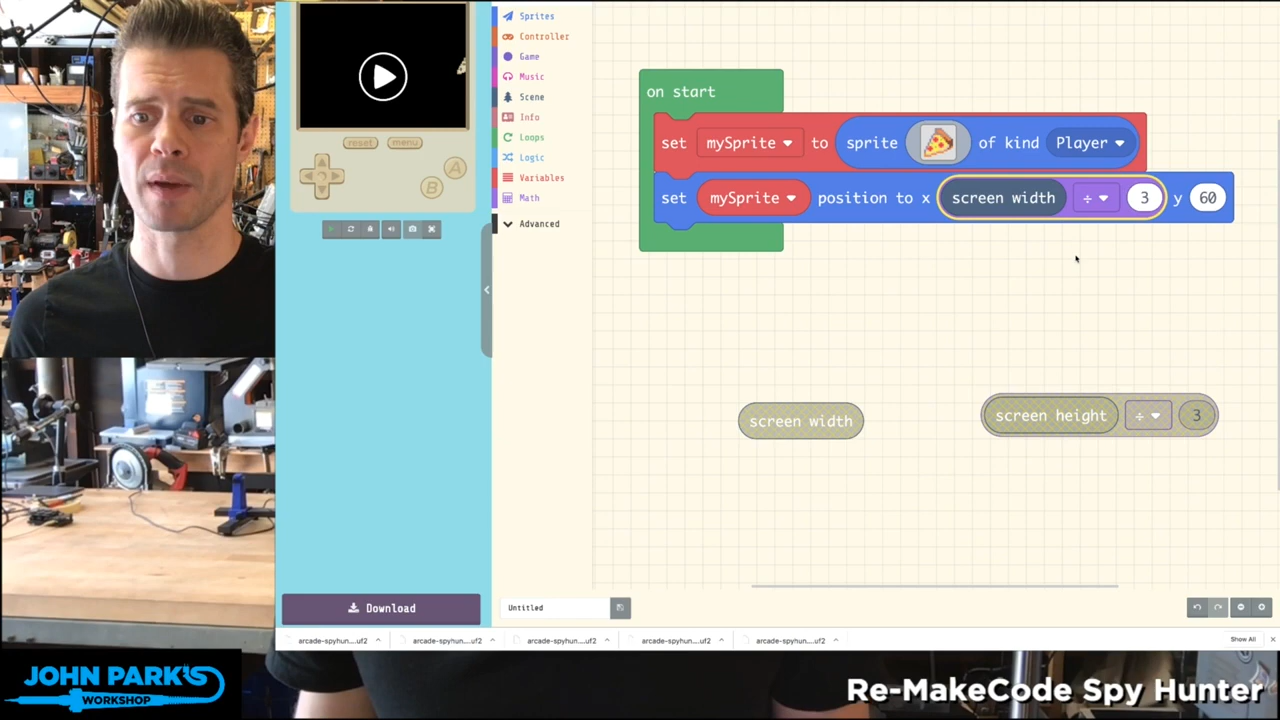 Sprites
Controller
Game
Music
Scene
Info
Loops
Logic
Variables
Math
Advanced
reset
menu
A
B
on start
set mySprite to sprite of kind Player
set mySprite position to x screen width ÷ 3 y 60
screen width
screen height ÷ 3
Download
Untitled
arcade-spyhun....uf2
arcade-spyhun....uf2
arcade-spyhun....uf2
arcade-spyhun....uf2
arcade-spyhun....uf2
Show All
JOHN PARK'S
WORKSHOP
Re-MakeCode Spy Hunter